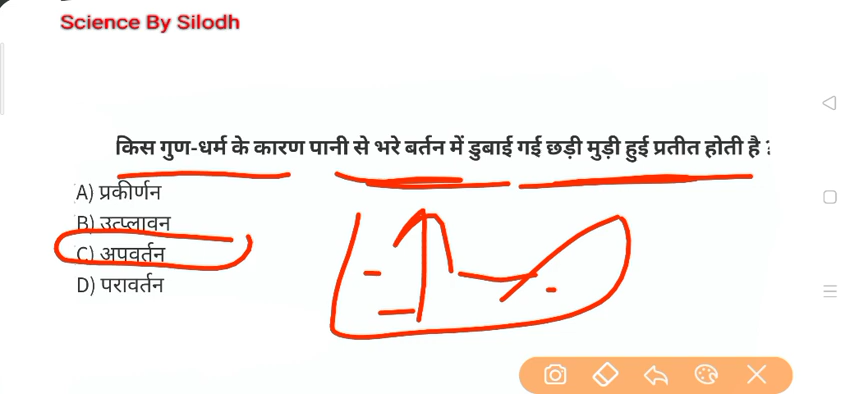 Science By Silodh
किस गुण-धर्म के कारण पानी से भरे बर्तन में डुबाई गई छड़ी मुड़ी हुई प्रतीत होती है ?
A) प्रकीर्णन
B) उत्प्लावन
C) अपवर्तन
D) परावर्तन